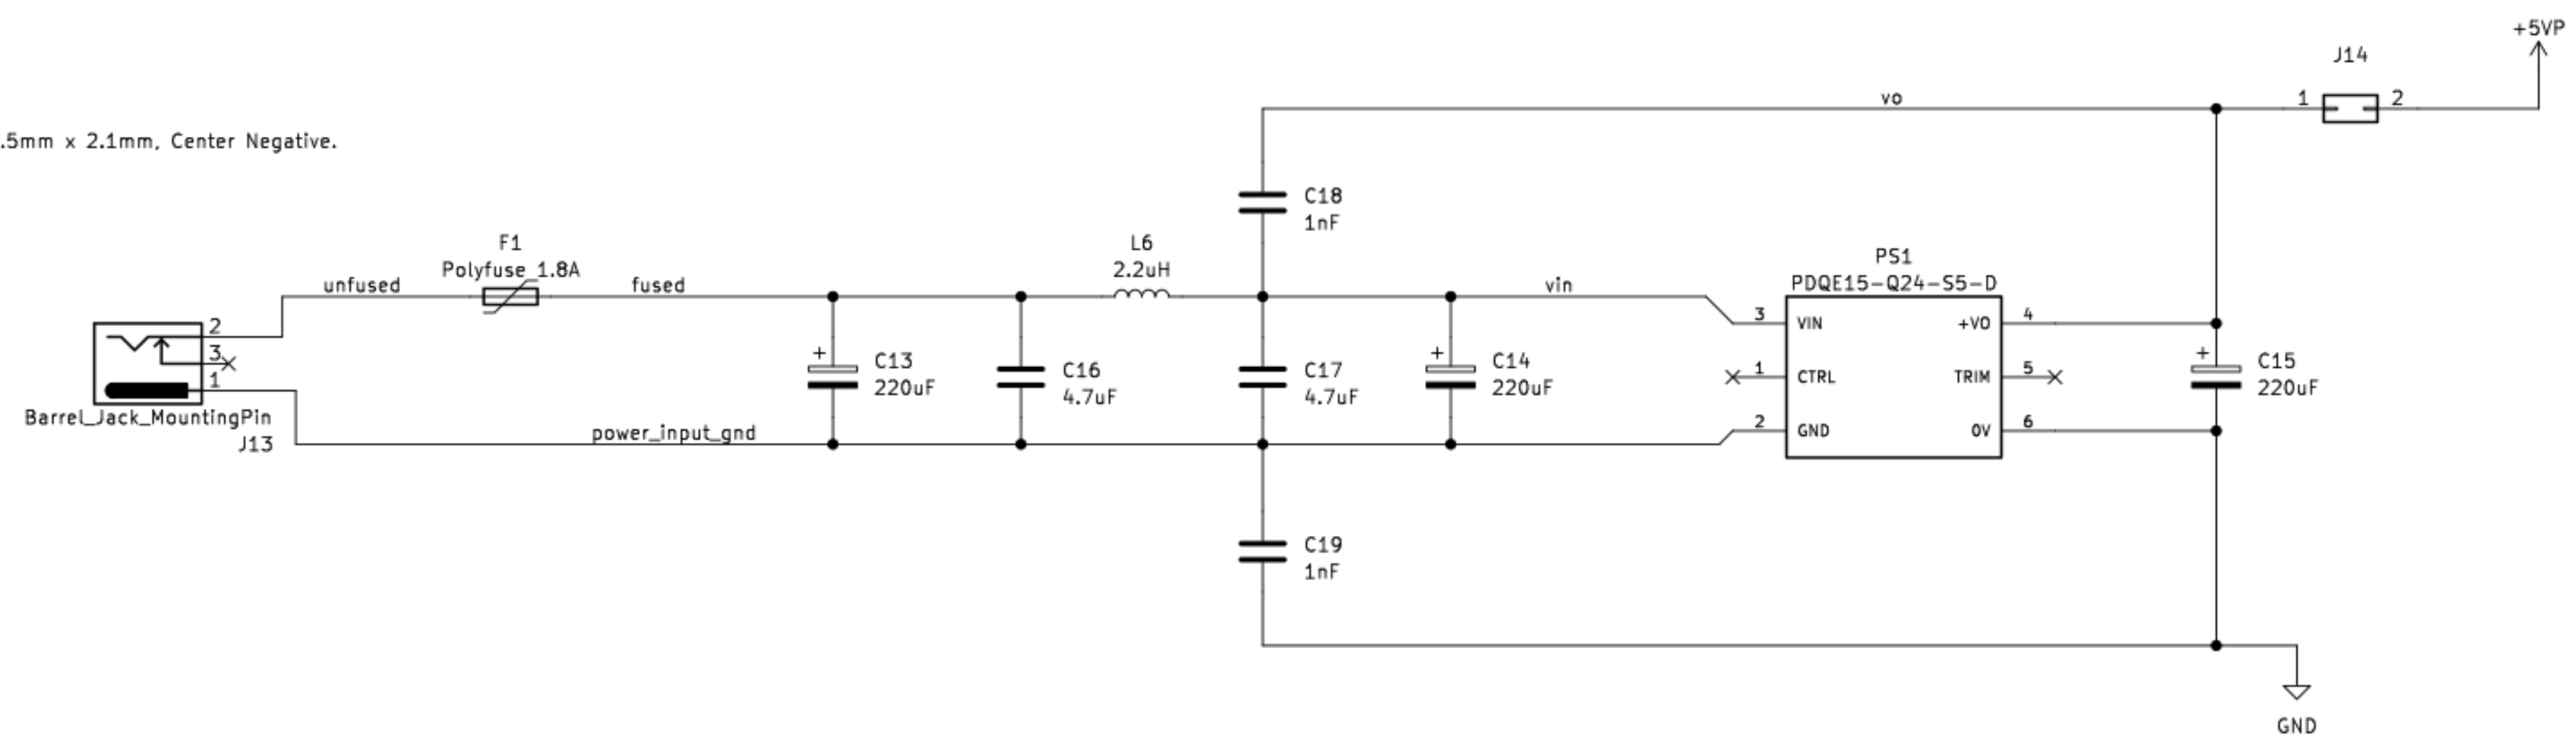 +5VP
J14
vo
1
2
.5mm x 2.1mm, Center Negative.
C18
1nF
F1
Polyfuse_1.8A
L6
2.2uH
PS1
PDQE15-Q24-S5-D
unfused
fused
vin
2
3
1
Barrel_Jack_MountingPin
J13
power_input_gnd
+
C13
220uF
C16
4.7uF
C17
4.7uF
+
C14
220uF
3
VIN
+VO
4
1
CTRL
TRIM
5
2
GND
0V
6
+
C15
220uF
C19
1nF
GND